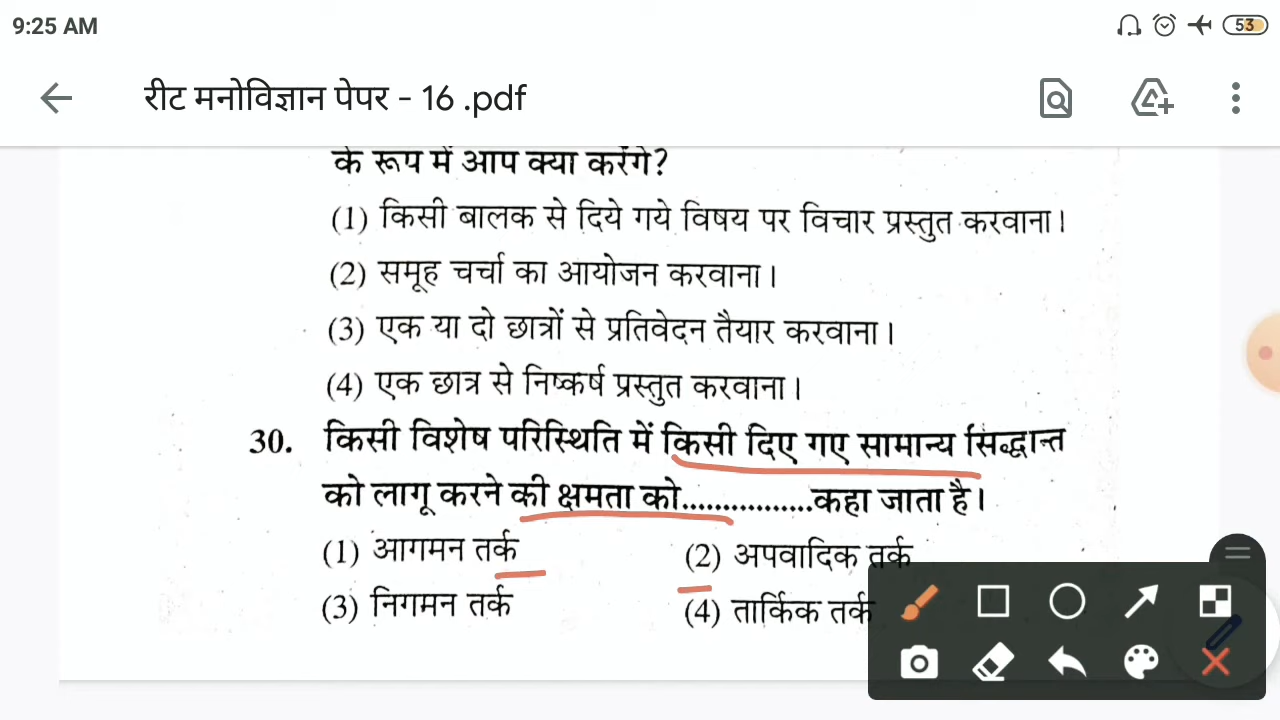 9:25 AM
53
रीट मनोविज्ञान पेपर - 16 .pdf
के रूप में आप क्या करेंगे?
(1) किसी बालक से दिये गये विषय पर विचार प्रस्तुत करवाना।
(2) समूह चर्चा का आयोजन करवाना।
(3) एक या दो छात्रों से प्रतिवेदन तैयार करवाना।
(4) एक छात्र से निष्कर्ष प्रस्तुत करवाना।
30. किसी विशेष परिस्थिति में किसी दिए गए सामान्य सिद्धान्त
को लागू करने की क्षमता को...............कहा जाता है।
(1) आगमन तर्क (2) अपवादिक तर्क
(3) निगमन तर्क (4) तार्किक तर्क